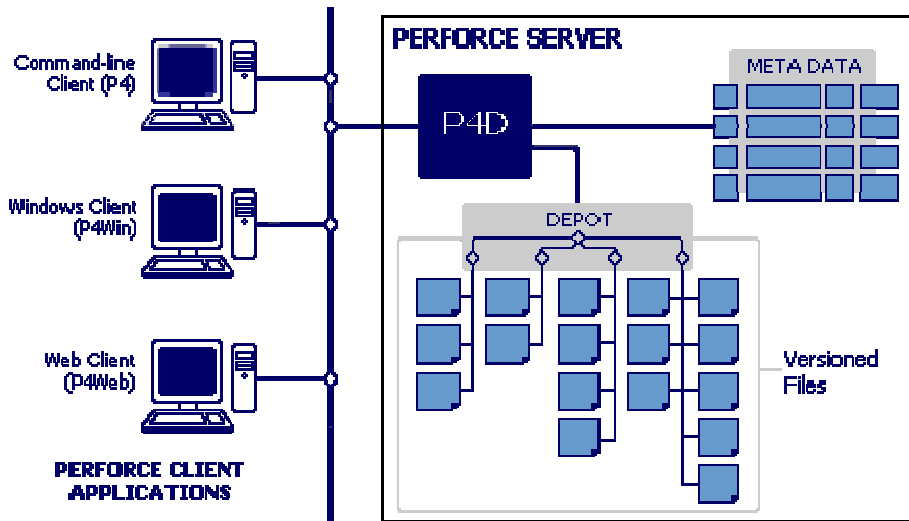 PERFORCE SERVER
Command-line
Client (P4)
META DATA
P4D
Windows Client
(P4Win)
DEPOT
Web Client
(P4Web)
Versioned
Files
PERFORCE CLIENT
APPLICATIONS